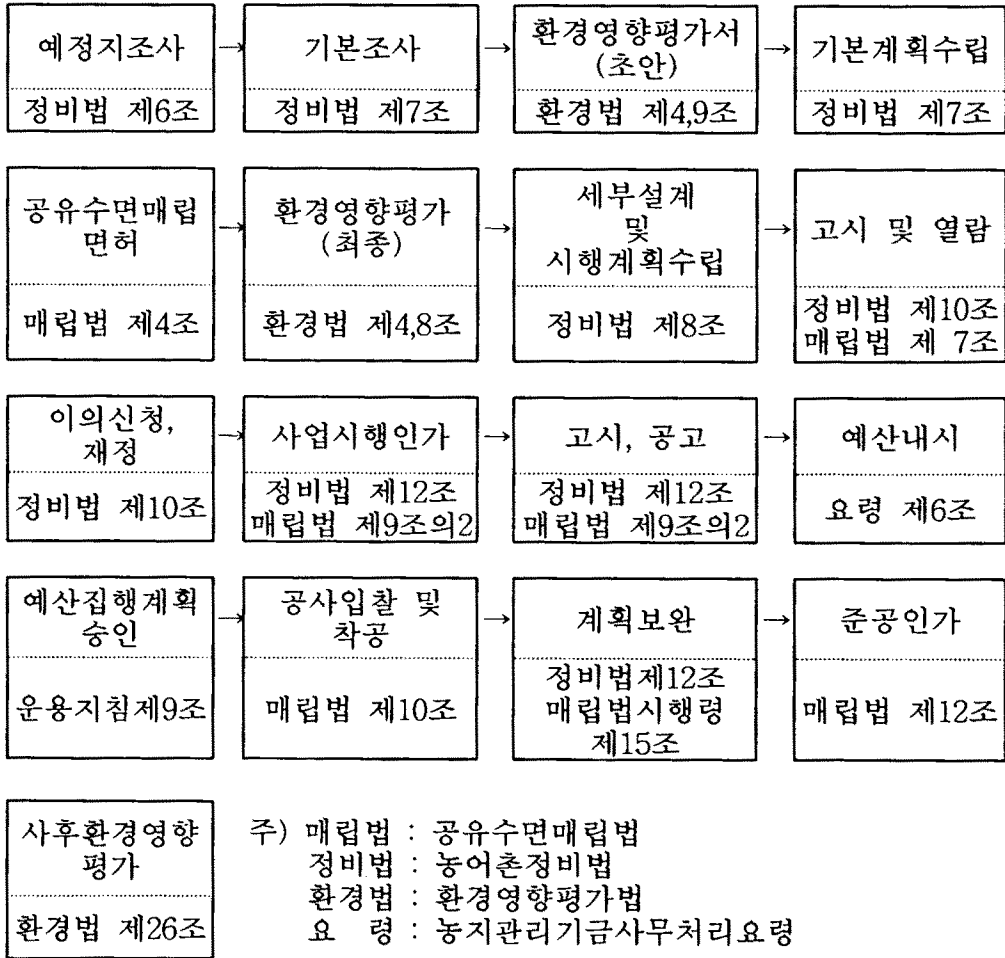 예정지조사 → 기본조사 → 환경영향평가서 → 기본계획수립
(초안)
정비법 제6조 정비법 제7조 환경법 제4,9조 정비법 제7조
공유수면매립 → 환경영향평가 → 세부설계 → 고시 및 열람
면허 (최종) 및
시행계획수립
매립법 제4조 환경법 제4,8조 정비법 제8조 정비법 제10조
매립법 제 7조
이의신청, → 사업시행인가 → 고시, 공고 → 예산내시
재정
정비법 제10조 정비법 제12조 정비법 제12조 요령 제6조
매립법 제9조의2 매립법 제9조의2
예산집행계획 → 공사입찰 및 → 계획보완 → 준공인가
승인 착공
운용지침제9조 매립법 제10조 정비법제12조 매립법 제12조
매립법시행령
제15조
사후환경영향
평가
환경법 제26조
주) 매립법 : 공유수면매립법
정비법 : 농어촌정비법
환경법 : 환경영향평가법
요 령 : 농지관리기금사무처리요령